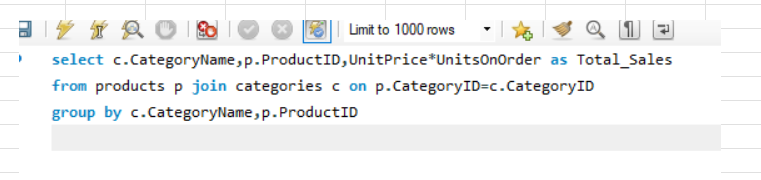 Limit to 1000 rows
select c.CategoryName,p.ProductID,UnitPrice*UnitsOnOrder as Total_Sales
from products p join categories c on p.CategoryID=c.CategoryID
group by c.CategoryName,p.ProductID